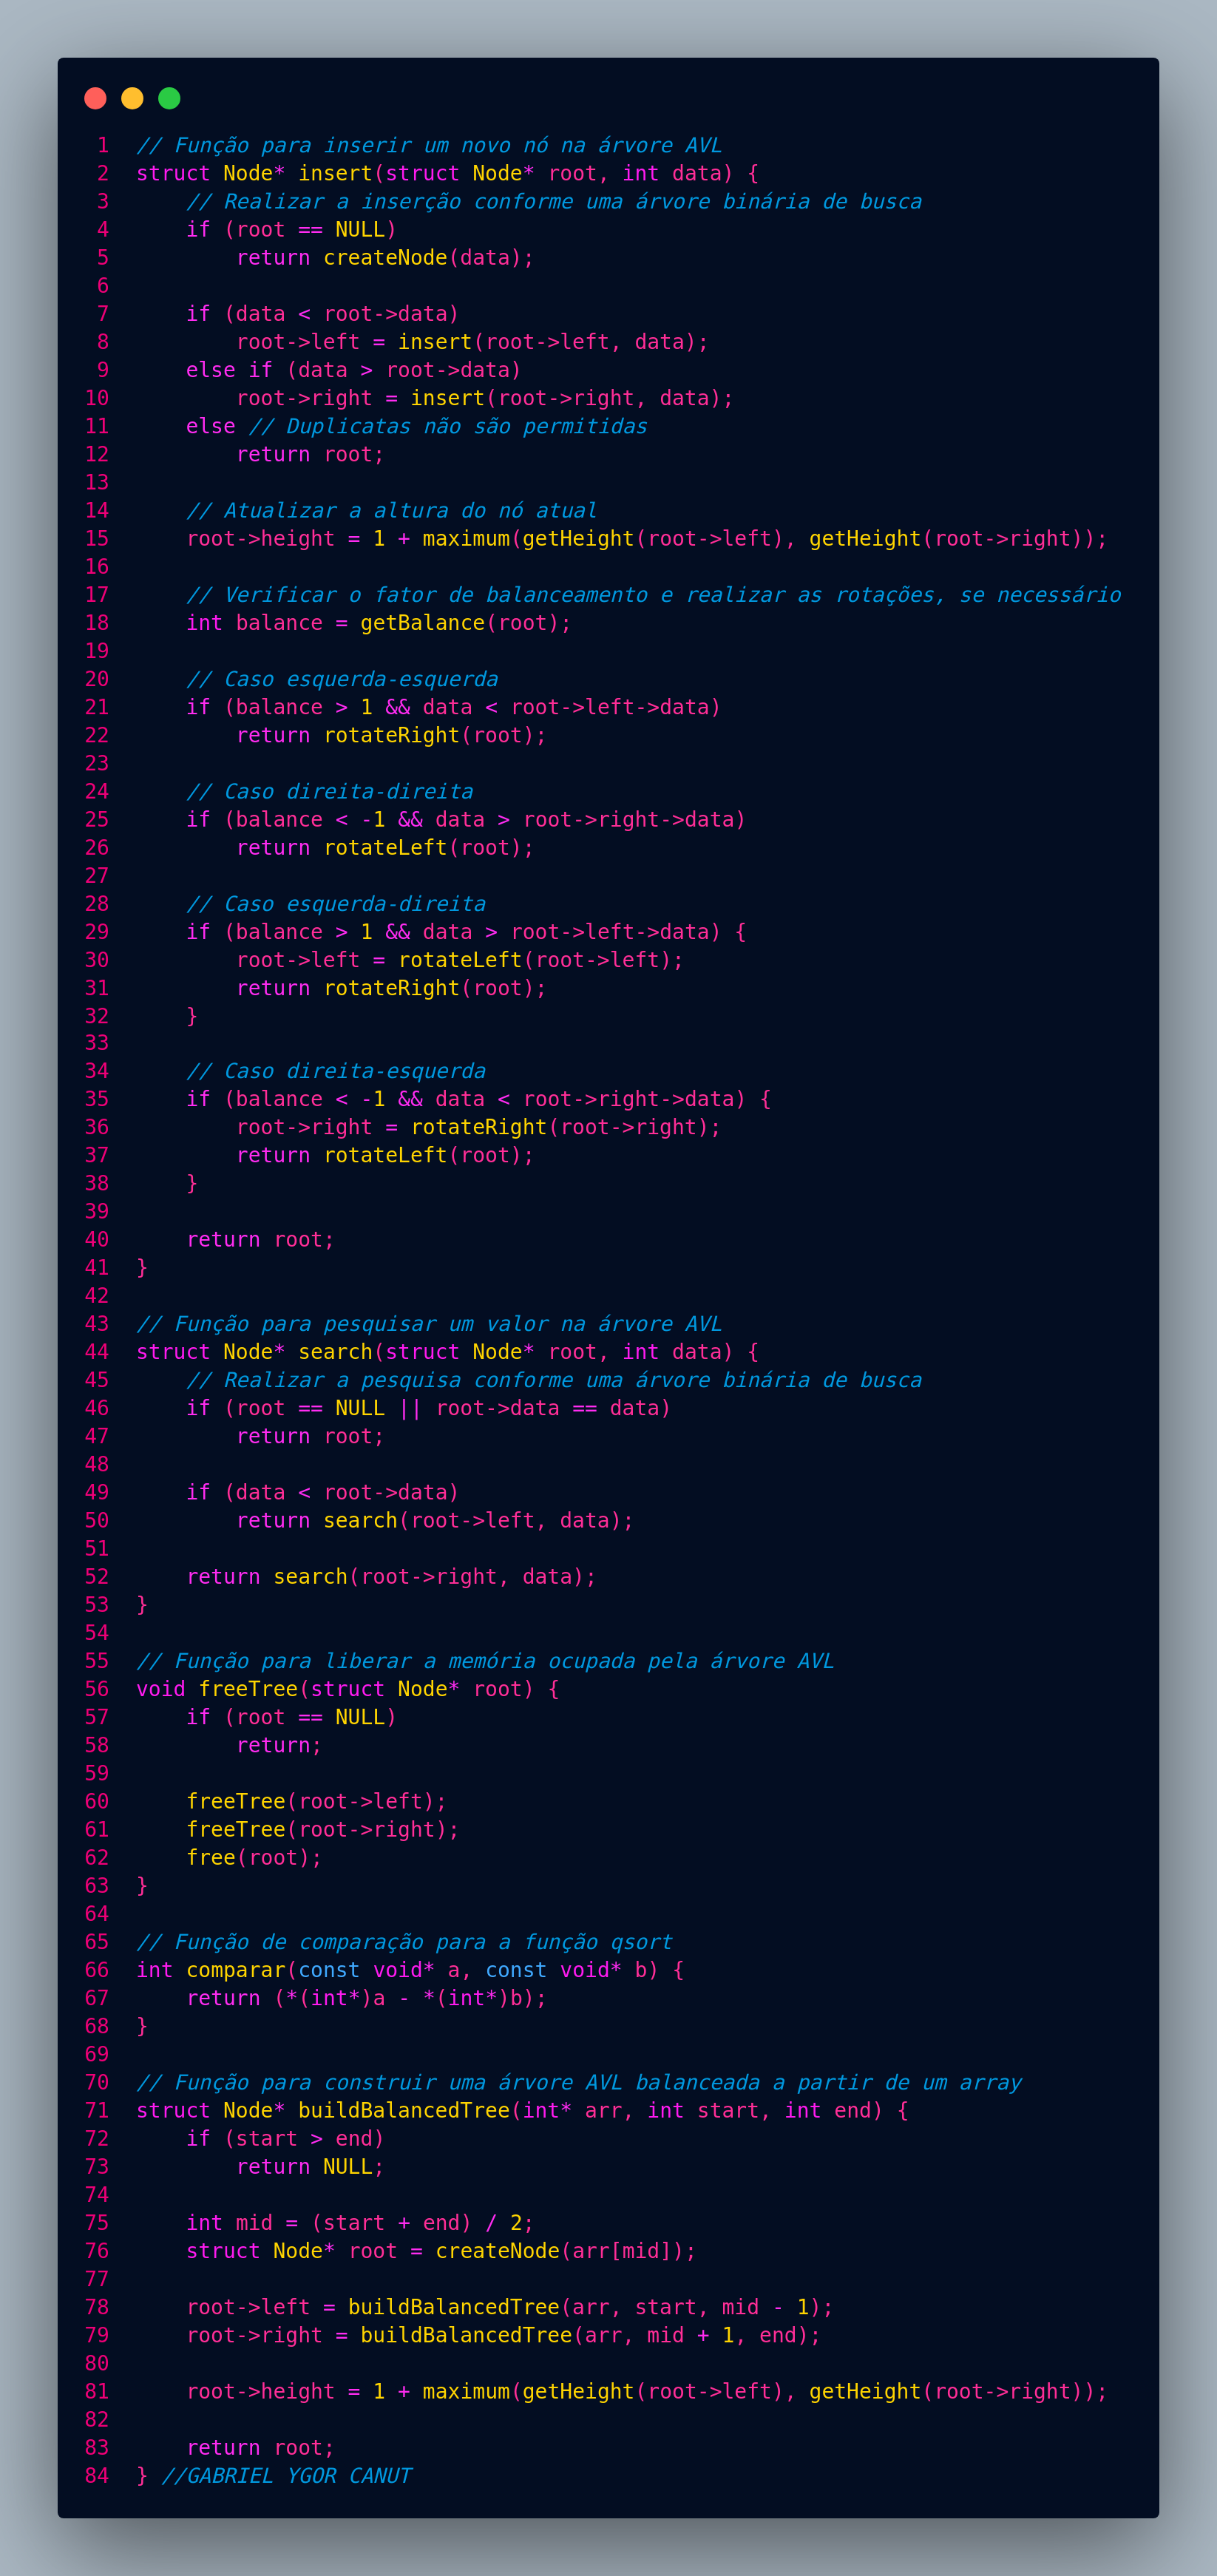 1 // Função para inserir um novo nó na árvore AVL
2 struct Node* insert(struct Node* root, int data) {
3     // Realizar a inserção conforme uma árvore binária de busca
4     if (root == NULL)
5         return createNode(data);
6
7     if (data < root->data)
8         root->left = insert(root->left, data);
9     else if (data > root->data)
10         root->right = insert(root->right, data);
11     else // Duplicatas não são permitidas
12         return root;
13
14     // Atualizar a altura do nó atual
15     root->height = 1 + maximum(getHeight(root->left), getHeight(root->right));
16
17     // Verificar o fator de balanceamento e realizar as rotações, se necessário
18     int balance = getBalance(root);
19
20     // Caso esquerda-esquerda
21     if (balance > 1 && data < root->left->data)
22         return rotateRight(root);
23
24     // Caso direita-direita
25     if (balance < -1 && data > root->right->data)
26         return rotateLeft(root);
27
28     // Caso esquerda-direita
29     if (balance > 1 && data > root->left->data) {
30         root->left = rotateLeft(root->left);
31         return rotateRight(root);
32     }
33
34     // Caso direita-esquerda
35     if (balance < -1 && data < root->right->data) {
36         root->right = rotateRight(root->right);
37         return rotateLeft(root);
38     }
39
40     return root;
41 }
42
43 // Função para pesquisar um valor na árvore AVL
44 struct Node* search(struct Node* root, int data) {
45     // Realizar a pesquisa conforme uma árvore binária de busca
46     if (root == NULL || root->data == data)
47         return root;
48
49     if (data < root->data)
50         return search(root->left, data);
51
52     return search(root->right, data);
53 }
54
55 // Função para liberar a memória ocupada pela árvore AVL
56 void freeTree(struct Node* root) {
57     if (root == NULL)
58         return;
59
60     freeTree(root->left);
61     freeTree(root->right);
62     free(root);
63 }
64
65 // Função de comparação para a função qsort
66 int comparar(const void* a, const void* b) {
67     return (*(int*)a - *(int*)b);
68 }
69
70 // Função para construir uma árvore AVL balanceada a partir de um array
71 struct Node* buildBalancedTree(int* arr, int start, int end) {
72     if (start > end)
73         return NULL;
74
75     int mid = (start + end) / 2;
76     struct Node* root = createNode(arr[mid]);
77
78     root->left = buildBalancedTree(arr, start, mid - 1);
79     root->right = buildBalancedTree(arr, mid + 1, end);
80
81     root->height = 1 + maximum(getHeight(root->left), getHeight(root->right));
82
83     return root;
84 } //GABRIEL YGOR CANUT